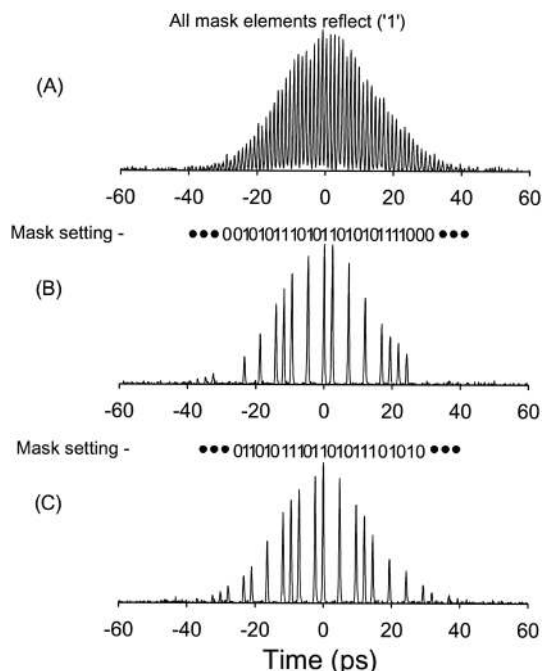 All mask elements reflect ('1')
(A)
-60 -40 -20 0 20 40 60
Mask setting - ●●● 00101011101011010101111000 ●●●
(B)
-60 -40 -20 0 20 40 60
Mask setting - ●●● 01101011101101011101010 ●●●
(C)
-60 -40 -20 0 20 40 60
Time (ps)